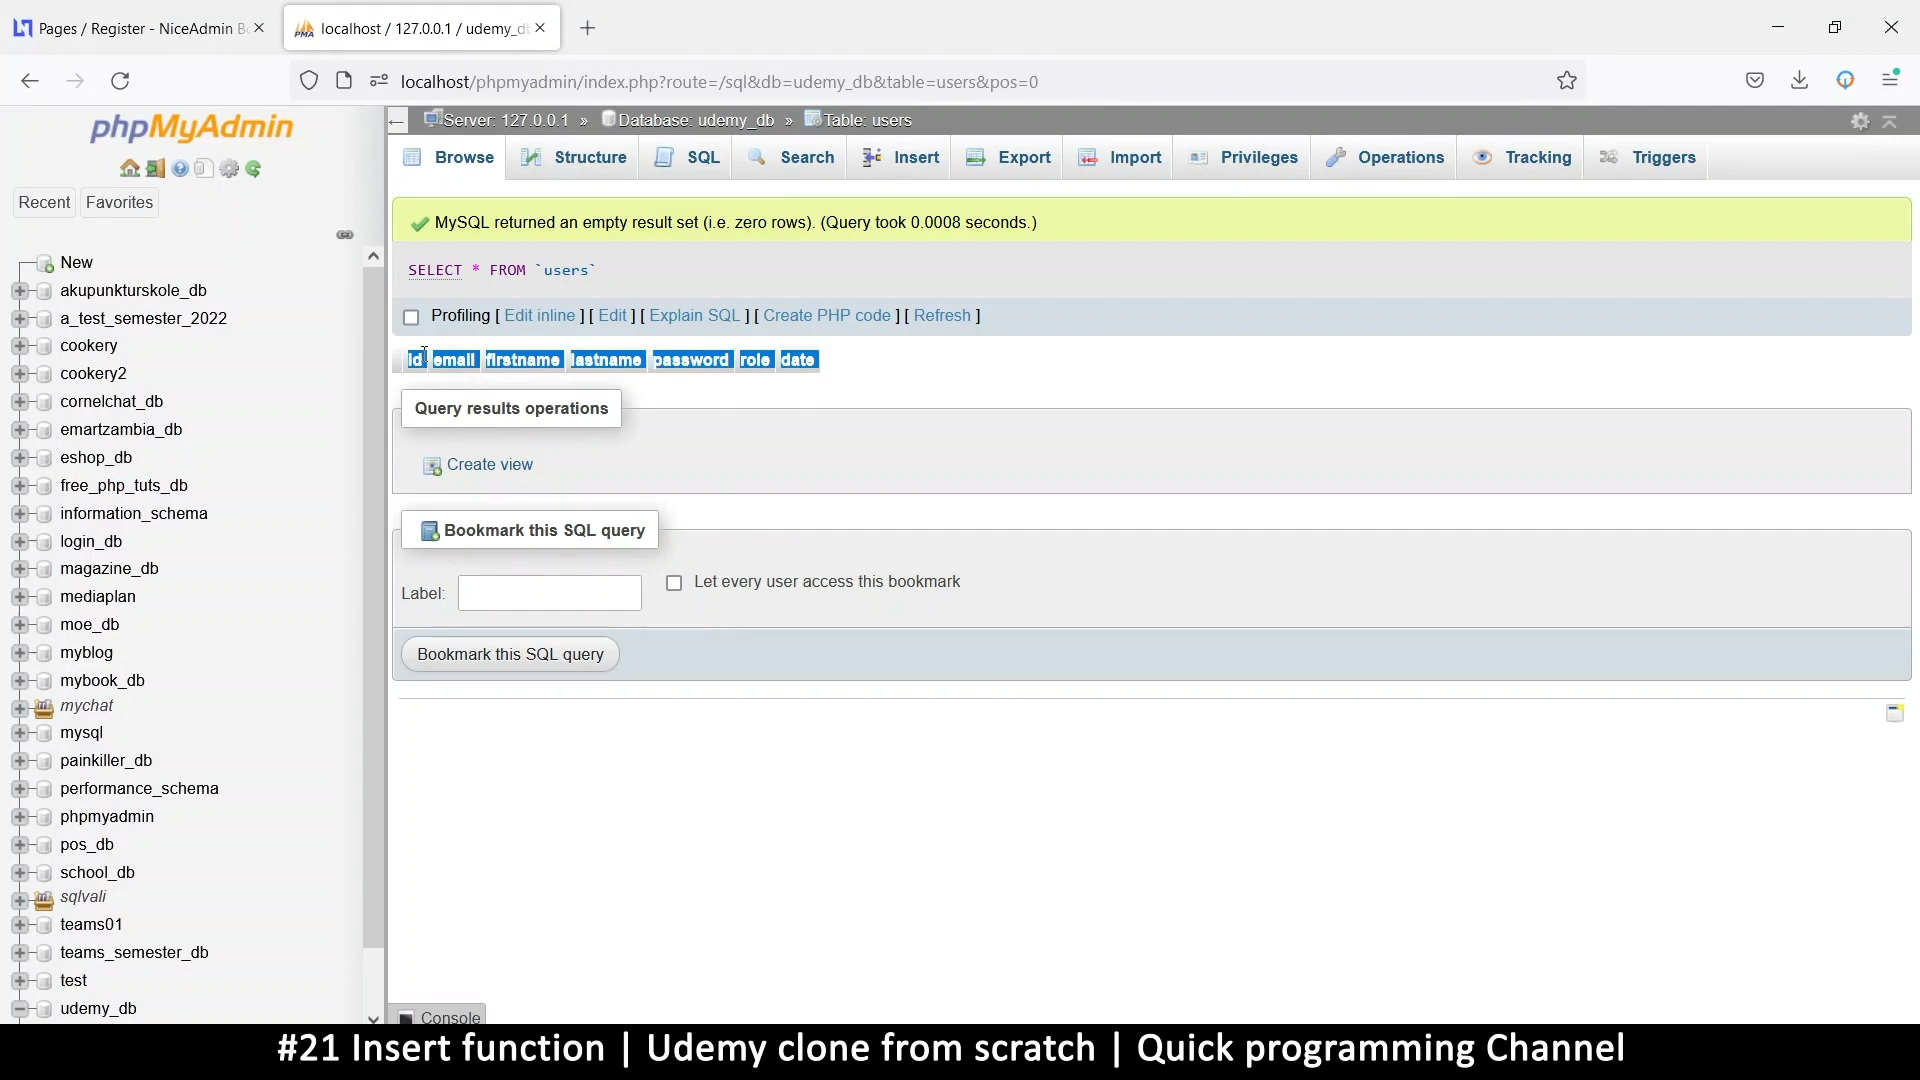 Pages / Register - NiceAdmin B
localhost / 127.0.0.1 / udemy_d
localhost/phpmyadmin/index.php?route=/sql&db=udemy_db&table=users&pos=0
phpMyAdmin
Recent Favorites
New
akupunkturskole_db
a_test_semester_2022
cookery
cookery2
cornelchat_db
emartzambia_db
eshop_db
free_php_tuts_db
information_schema
login_db
magazine_db
mediaplan
moe_db
myblog
mybook_db
mychat
mysql
painkiller_db
performance_schema
phpmyadmin
pos_db
school_db
sqlvali
teams01
teams_semester_db
test
udemy_db
Server: 127.0.0.1 » Database: udemy_db » Table: users
Browse Structure SQL Search Insert Export Import Privileges Operations Tracking Triggers
MySQL returned an empty result set (i.e. zero rows). (Query took 0.0008 seconds.)
SELECT * FROM `users`
Profiling [ Edit inline ] [ Edit ] [ Explain SQL ] [ Create PHP code ] [ Refresh ]
id email firstname lastname password role date
Query results operations
Create view
Bookmark this SQL query
Label: Let every user access this bookmark
Bookmark this SQL query
Console
#21 Insert function | Udemy clone from scratch | Quick programming Channel